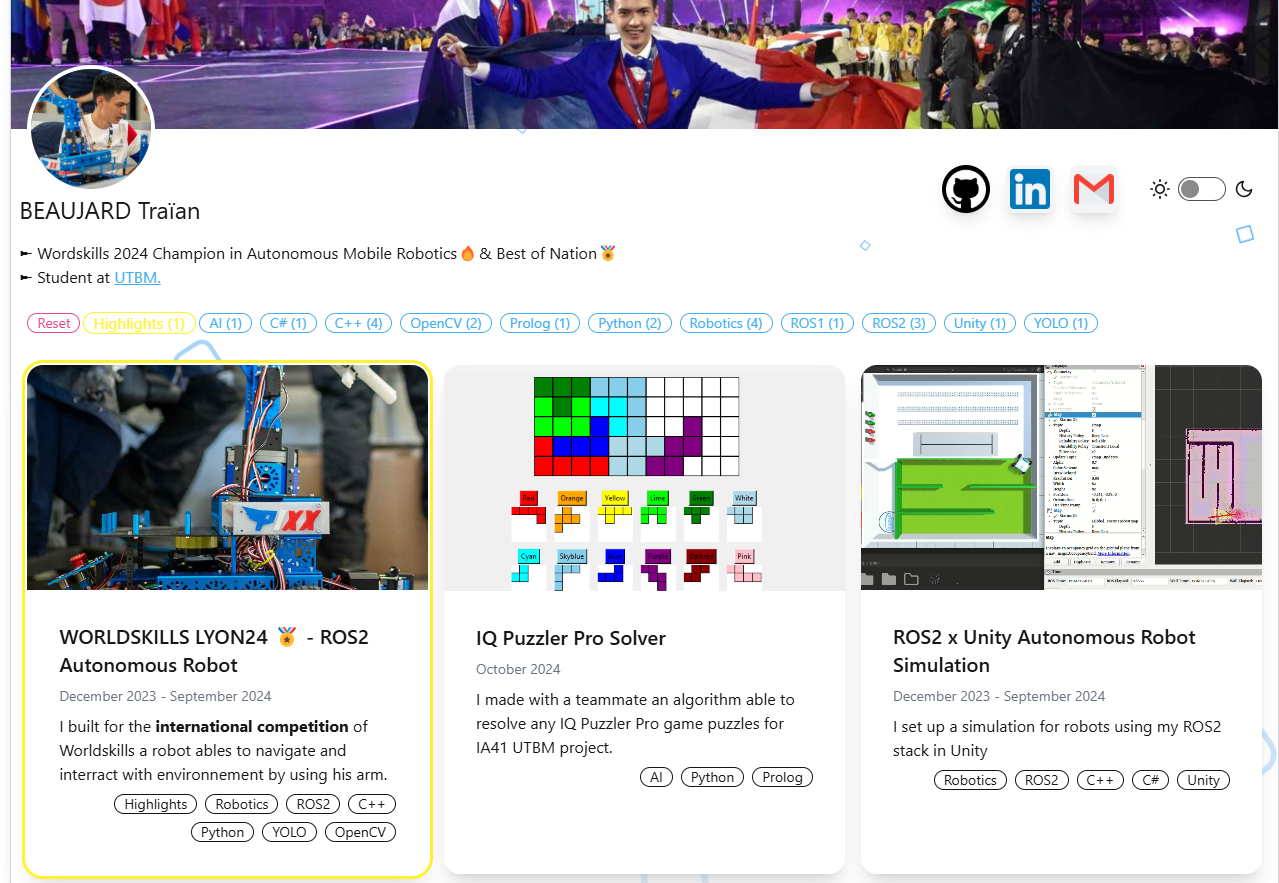 BEAUJARD Traïan
► Wordskills 2024 Champion in Autonomous Mobile Robotics🔥 & Best of Nation🏅
► Student at UTBM.
Reset Highlights (1) AI (1) C# (1) C++ (4) OpenCV (2) Prolog (1) Python (2) Robotics (4) ROS1 (1) ROS2 (3) Unity (1) YOLO (1)
XX
WORLDSKILLS LYON24 🏅 - ROS2
Autonomous Robot
December 2023 - September 2024
I built for the international competition of
Worldskills a robot ables to navigate and
interract with environnement by using his arm.
Highlights Robotics ROS2 C++
Python YOLO OpenCV
Red Orange Yellow Lime Green White
Cyan Skyblue Blue Purple Darkred Pink
IQ Puzzler Pro Solver
October 2024
I made with a teammate an algorithm able to
resolve any IQ Puzzler Pro game puzzles for
IA41 UTBM project.
AI Python Prolog
ROS2 x Unity Autonomous Robot
Simulation
December 2023 - September 2024
I set up a simulation for robots using my ROS2
stack in Unity
Robotics ROS2 C++ C# Unity